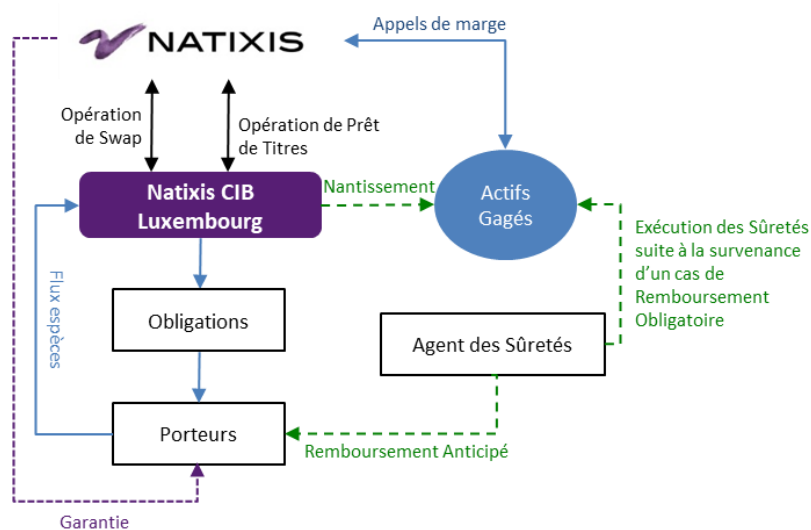 NATIXIS
Appels de marge
Opération
de Swap
Opération de Prêt
de Titres
Natixis CIB
Luxembourg
Nantissement
Actifs
Gagés
Exécution des Sûretés
suite à la survenance
d'un cas de
Remboursement
Obligatoire
Flux espèces
Obligations
Agent des Sûretés
Porteurs
Remboursement Anticipé
Garantie